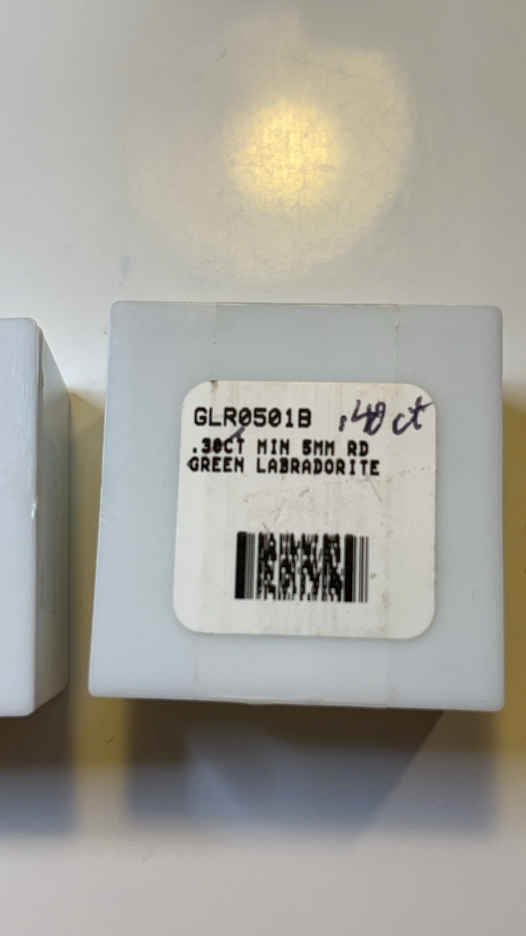 GLR0501B .40 ct
.30CT MIN 5MM RD
GREEN LABRADORITE